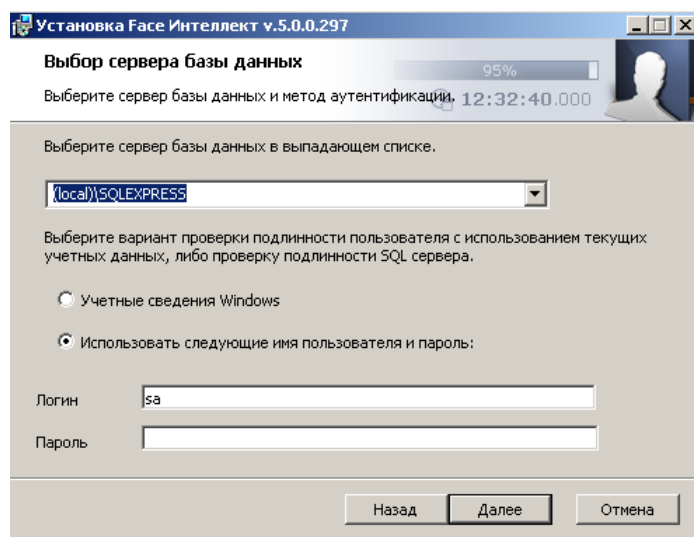 Установка Face Интеллект v.5.0.0.297
Выбор сервера базы данных
95%
Выберите сервер базы данных и метод аутентификации.
12:32:40.000
Выберите сервер базы данных в выпадающем списке.
(local)\SQLEXPRESS
Выберите вариант проверки подлинности пользователя с использованием текущих
учетных данных, либо проверку подлинности SQL сервера.
Учетные сведения Windows
Использовать следующие имя пользователя и пароль:
Логин
sa
Пароль
Назад
Далее
Отмена